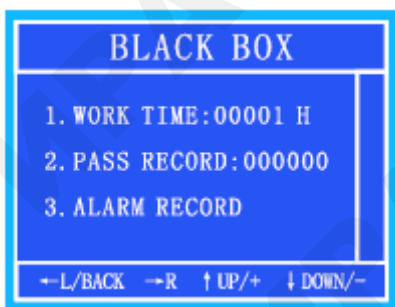 BLACK BOX
1. WORK TIME:00001 H
2. PASS RECORD:000000
3. ALARM RECORD
←L/BACK →R ↑UP/+ ↓DOWN/-